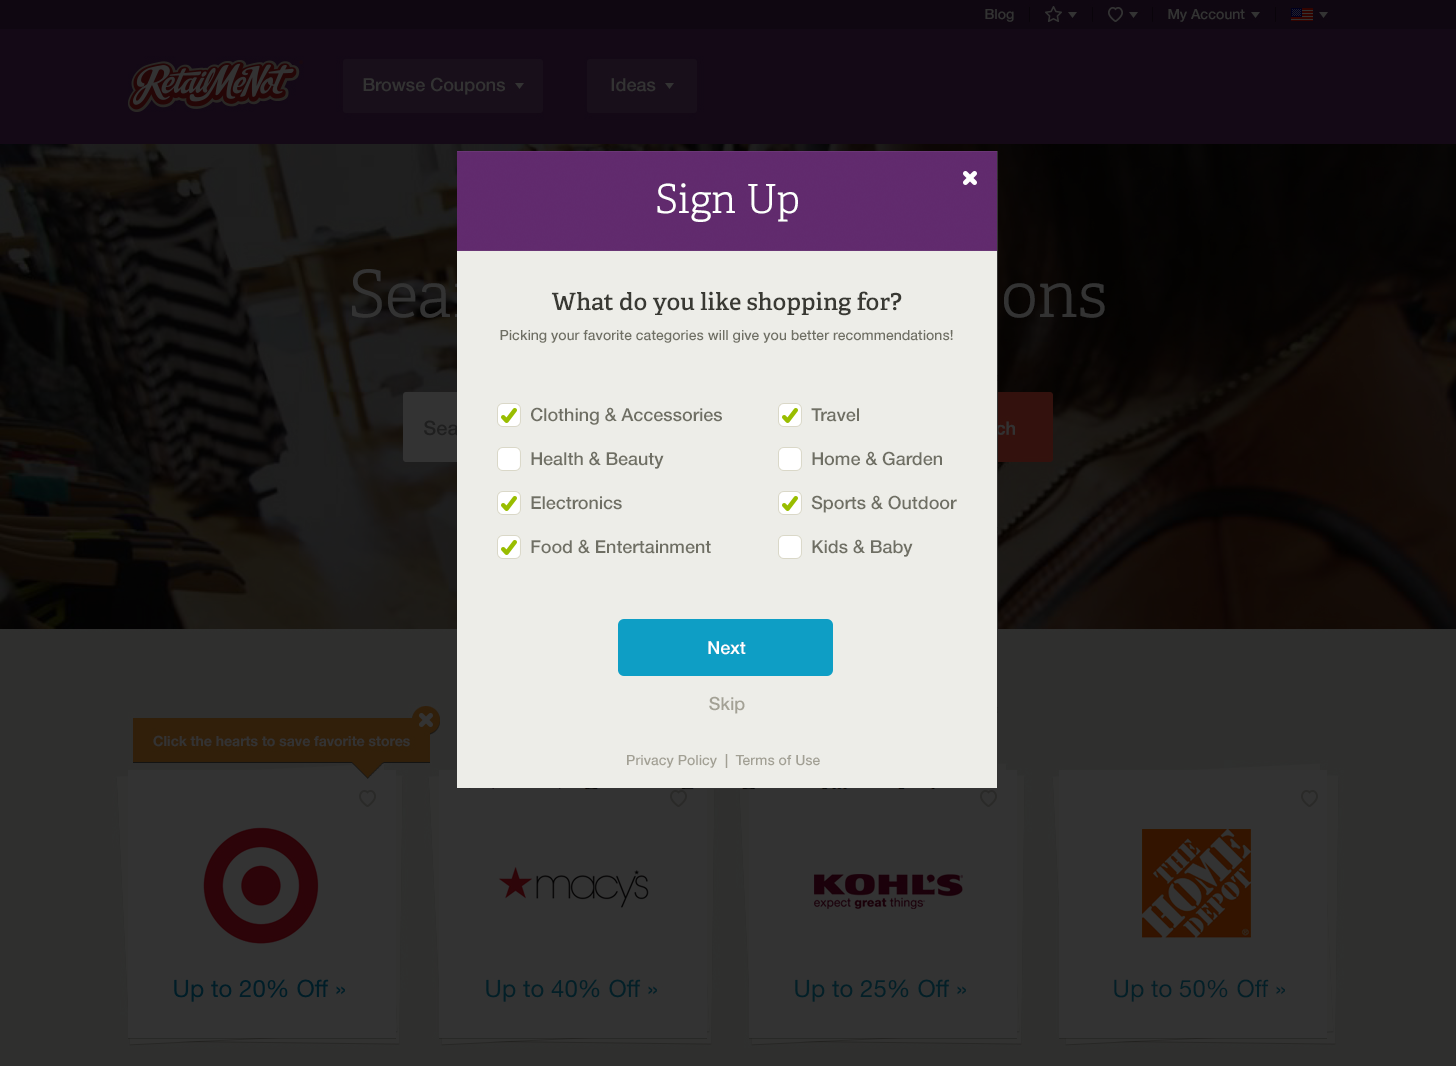 Blog
My Account
RetailMeNot
Browse Coupons
Ideas
Sign Up
What do you like shopping for?
Picking your favorite categories will give you better recommendations!
Clothing & Accessories
Travel
Health & Beauty
Home & Garden
Electronics
Sports & Outdoor
Food & Entertainment
Kids & Baby
Next
Skip
Privacy Policy | Terms of Use
Click the hearts to save favorite stores
macy's
KOHL'S
expect great things
THE
HOME
DEPOT
Up to 20% Off »
Up to 40% Off »
Up to 25% Off »
Up to 50% Off »